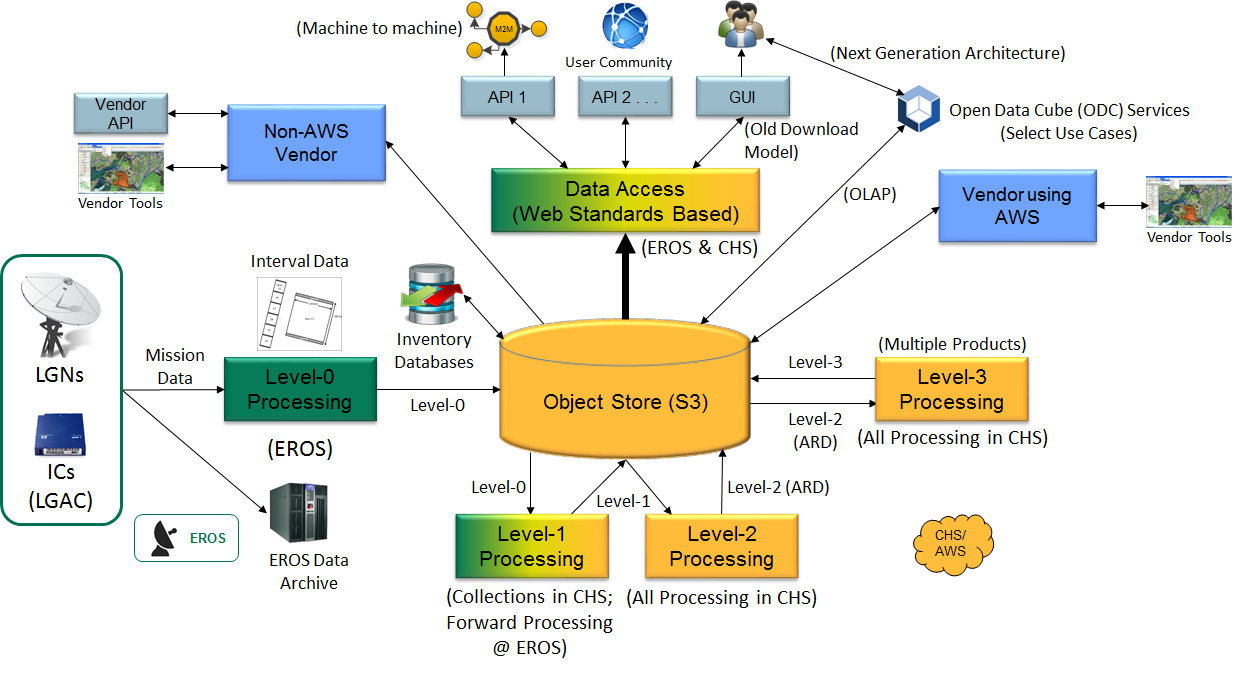 (Machine to machine)
M2M
User Community
(Next Generation Architecture)
API 1
API 2 . . .
GUI
Vendor
API
Non-AWS
Vendor
Vendor Tools
(Old Download
Model)
Open Data Cube (ODC) Services
(Select Use Cases)
Data Access
(Web Standards Based)
(EROS & CHS)
(OLAP)
Vendor using
AWS
Vendor Tools
LGNs
ICs
(LGAC)
Mission
Data
Interval Data
Level-0
Processing
(EROS)
Level-0
Inventory
Databases
Object Store (S3)
Level-3
Level-2
(ARD)
(Multiple Products)
Level-3
Processing
(All Processing in CHS)
EROS
EROS Data
Archive
Level-0
Level-1
Level-2 (ARD)
Level-1
Processing
(Collections in CHS;
Forward Processing
@ EROS)
Level-2
Processing
(All Processing in CHS)
CHS/
AWS